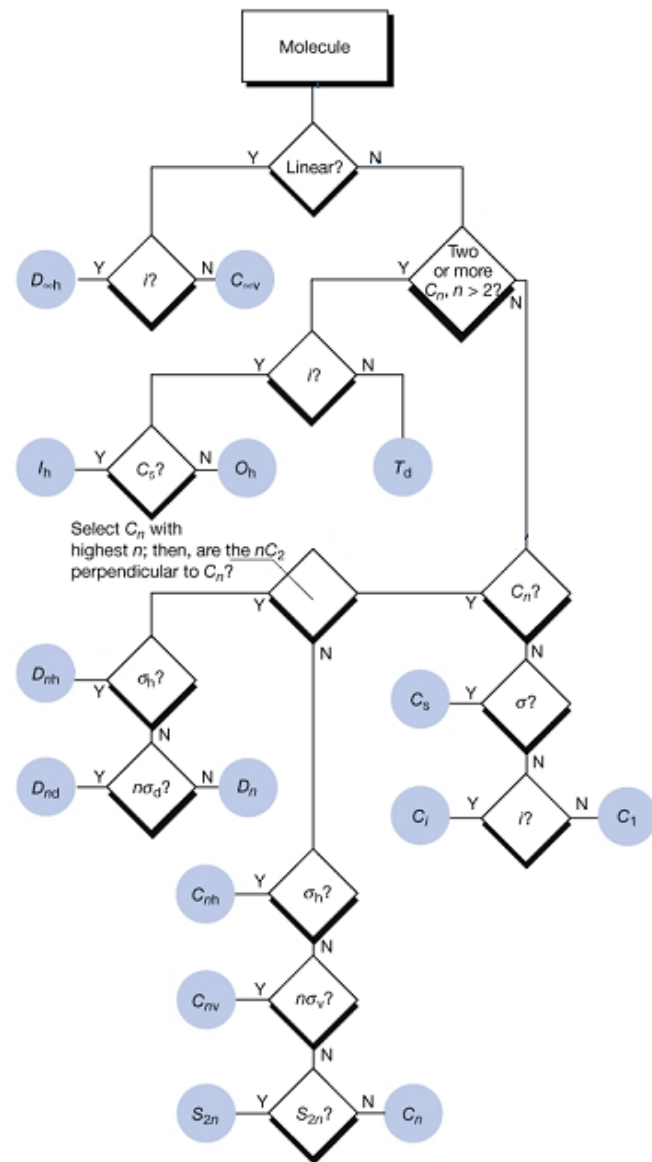 Molecule
Y
Linear?
N
D∞h
Y
i?
N
C∞v
Y
Two
or more
Cn, n > 2?
N
Y
i?
N
Ih
Y
C5?
N
Oh
Td
Select Cn with
highest n; then, are the nC2
perpendicular to Cn?
Y
N
Y
Cn?
N
Dnh
Y
σh?
N
Cs
Y
σ?
N
Dnd
Y
nσd?
N
Dn
Ci
Y
i?
N
C1
Cnh
Y
σh?
N
Cnv
Y
nσv?
N
S2n
Y
S2n?
N
Cn